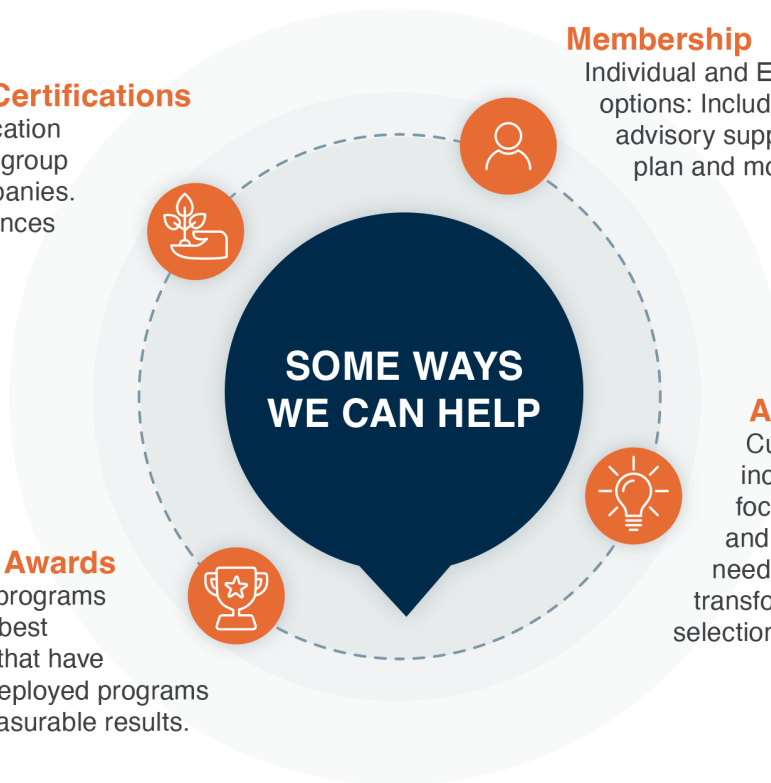 Membership
Individual and E
options: Includ
advisory supp
plan and mo
Certifications
cation
group
panies.
nces
SOME WAYS
WE CAN HELP
A
Cu
inc
foc
and
need
transfo
selection
Awards
programs
best
that have
eployed programs
asurable results.